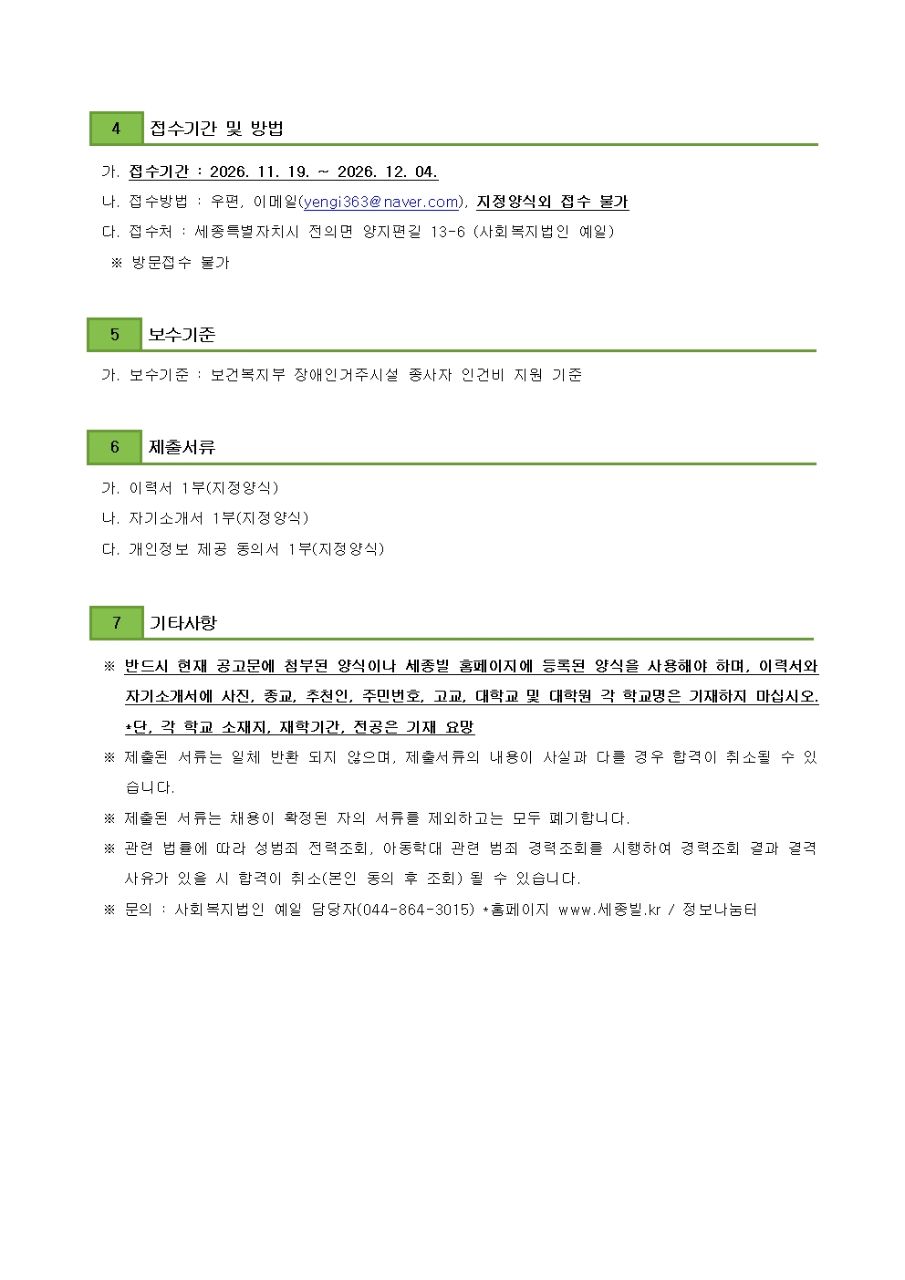 4 접수기간 및 방법
가. 접수기간 : 2026. 11. 19. ~ 2026. 12. 04.
나. 접수방법 : 우편, 이메일(yengi363@naver.com), 지정양식외 접수 불가
다. 접수처 : 세종특별자치시 전의면 양지편길 13-6 (사회복지법인 예일)
※ 방문접수 불가
5 보수기준
가. 보수기준 : 보건복지부 장애인거주시설 종사자 인건비 지원 기준
6 제출서류
가. 이력서 1부(지정양식)
나. 자기소개서 1부(지정양식)
다. 개인정보 제공 동의서 1부(지정양식)
7 기타사항
※ 반드시 현재 공고문에 첨부된 양식이나 세종빌 홈페이지에 등록된 양식을 사용해야 하며, 이력서와
자기소개서에 사진, 종교, 추천인, 주민번호, 고교, 대학교 및 대학원 각 학교명은 기재하지 마십시오.
*단, 각 학교 소재지, 재학기간, 전공은 기재 요망
※ 제출된 서류는 일체 반환 되지 않으며, 제출서류의 내용이 사실과 다를 경우 합격이 취소될 수 있
습니다.
※ 제출된 서류는 채용이 확정된 자의 서류를 제외하고는 모두 폐기합니다.
※ 관련 법률에 따라 성범죄 전력조회, 아동학대 관련 범죄 경력조회를 시행하여 경력조회 결과 결격
사유가 있을 시 합격이 취소(본인 동의 후 조회) 될 수 있습니다.
※ 문의 : 사회복지법인 예일 담당자(044-864-3015) *홈페이지 www.세종빌.kr / 정보나눔터